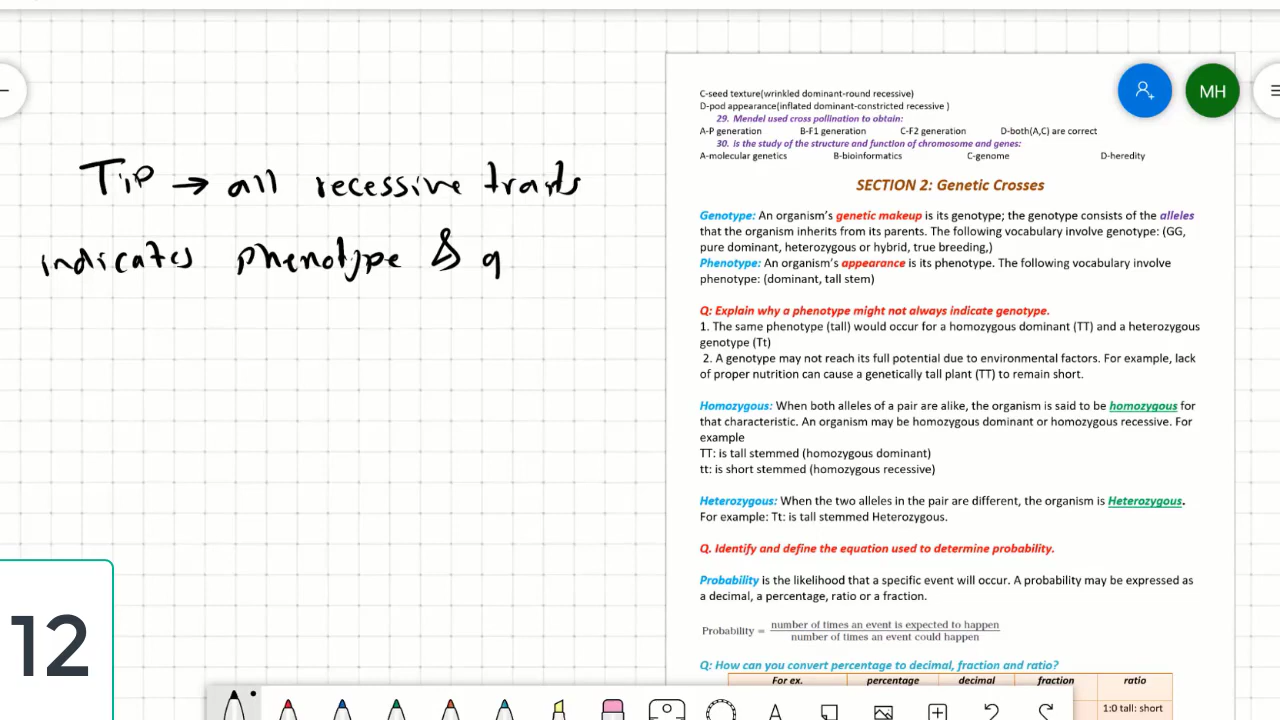 Tip → all recessive traits
indicates phenotype & g
12
MH
C-seed texture(wrinkled dominant-round recessive)
D-pod appearance(inflated dominant-constricted recessive )
29. Mendel used cross pollination to obtain:
A-P generation B-F1 generation C-F2 generation D-both(A,C) are correct
30. is the study of the structure and function of chromosome and genes:
A-molecular genetics B-bioinformatics C-genome D-heredity
SECTION 2: Genetic Crosses
Genotype: An organism's genetic makeup is its genotype; the genotype consists of the alleles
that the organism inherits from its parents. The following vocabulary involve genotype: (GG,
pure dominant, heterozygous or hybrid, true breeding,)
Phenotype: An organism's appearance is its phenotype. The following vocabulary involve
phenotype: (dominant, tall stem)
Q: Explain why a phenotype might not always indicate genotype.
1. The same phenotype (tall) would occur for a homozygous dominant (TT) and a heterozygous
genotype (Tt)
2. A genotype may not reach its full potential due to environmental factors. For example, lack
of proper nutrition can cause a genetically tall plant (TT) to remain short.
Homozygous: When both alleles of a pair are alike, the organism is said to be homozygous for
that characteristic. An organism may be homozygous dominant or homozygous recessive. For
example
TT: is tall stemmed (homozygous dominant)
tt: is short stemmed (homozygous recessive)
Heterozygous: When the two alleles in the pair are different, the organism is Heterozygous.
For example: Tt: is tall stemmed Heterozygous.
Q. Identify and define the equation used to determine probability.
Probability is the likelihood that a specific event will occur. A probability may be expressed as
a decimal, a percentage, ratio or a fraction.
Probability = number of times an event is expected to happen
number of times an event could happen
Q: How can you convert percentage to decimal, fraction and ratio?
For ex. percentage decimal fraction ratio
1:0 tall: short
A